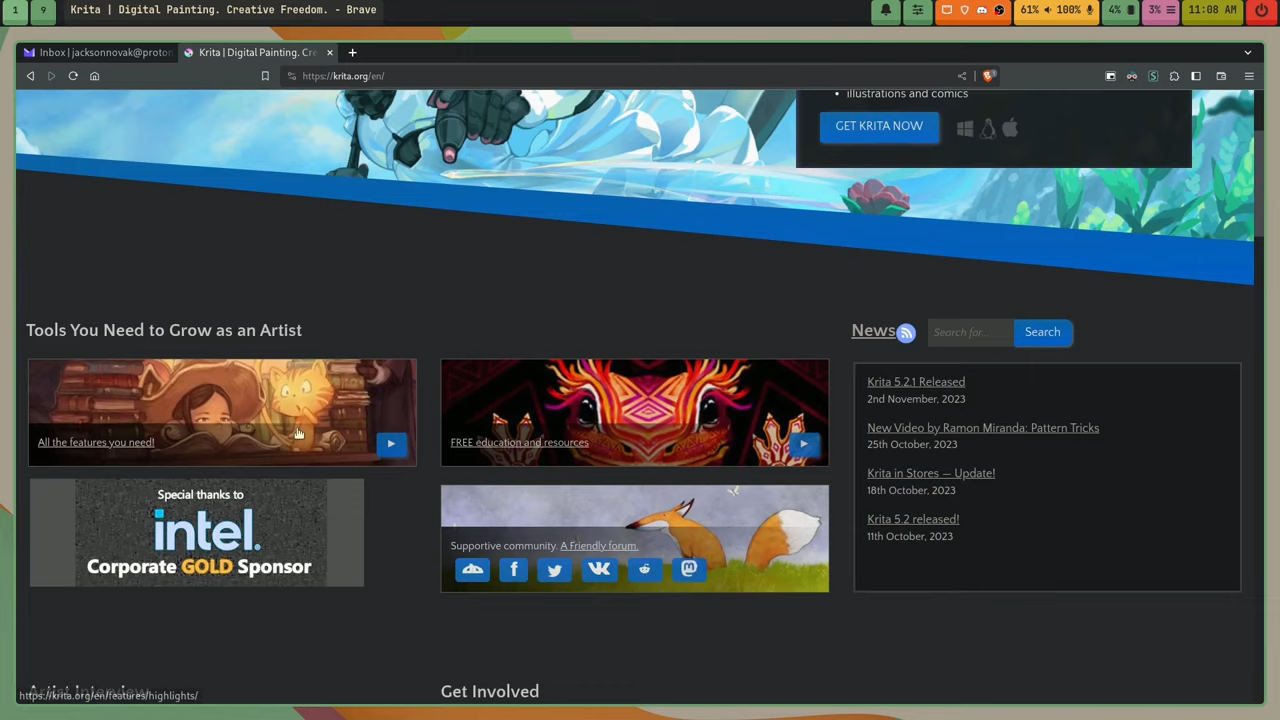 1
9
Krita | Digital Painting. Creative Freedom. - Brave
61%
100%
4%
3%
11:08 AM
Inbox | jacksonnovak@proton
Krita | Digital Painting. Cre
https://krita.org/en/
illustrations and comics
GET KRITA NOW
Tools You Need to Grow as an Artist
News
Search for...
Search
All the features you need!
FREE education and resources
Krita 5.2.1 Released
2nd November, 2023
New Video by Ramon Miranda: Pattern Tricks
25th October, 2023
Krita in Stores — Update!
18th October, 2023
Krita 5.2 released!
11th October, 2023
Special thanks to
intel.
Corporate GOLD Sponsor
Supportive community. A Friendly forum.
Artist Interview
Get Involved
https://krita.org/en/features/highlights/